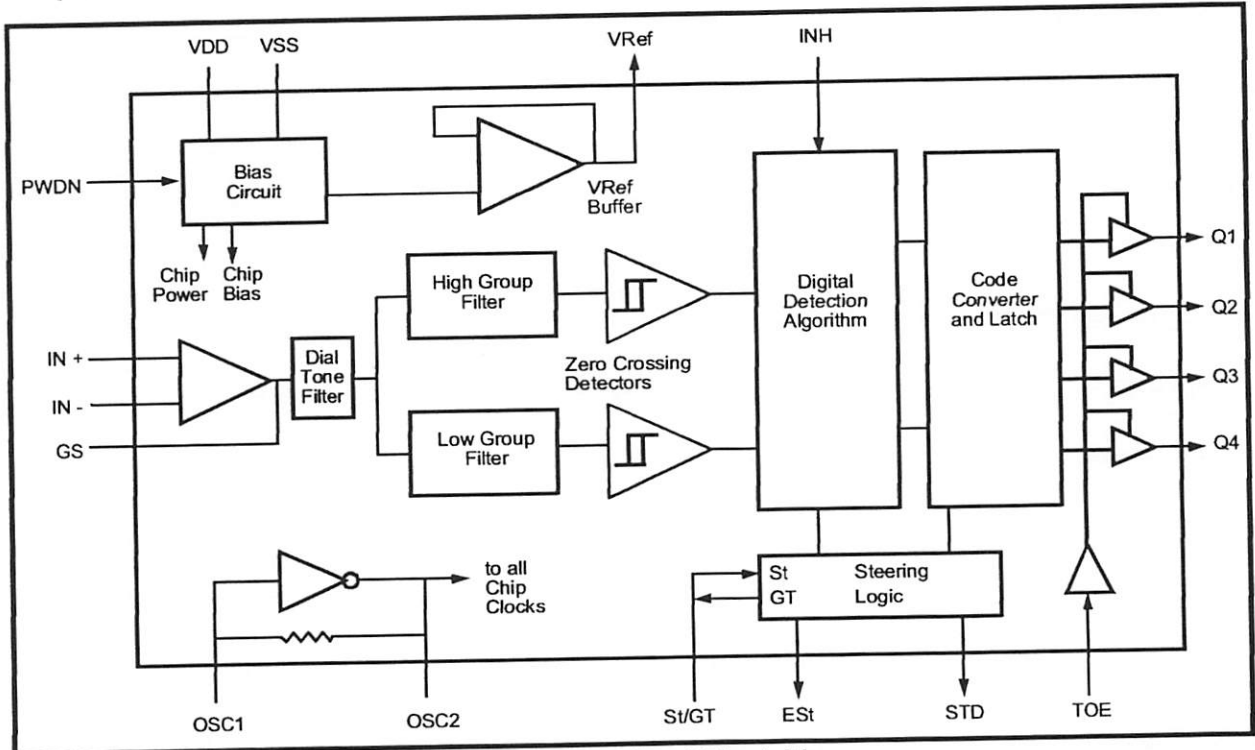 VDD
VSS
VRef
INH
PWDN
Bias
Circuit
VRef
Buffer
Chip
Power
Chip
Bias
High Group
Filter
Digital
Detection
Algorithm
Code
Converter
and Latch
Q1
Q2
Q3
Q4
IN +
IN -
GS
Dial
Tone
Filter
Zero Crossing
Detectors
Low Group
Filter
to all
Chip
Clocks
St
GT
Steering
Logic
OSC1
OSC2
St/GT
ESt
STD
TOE